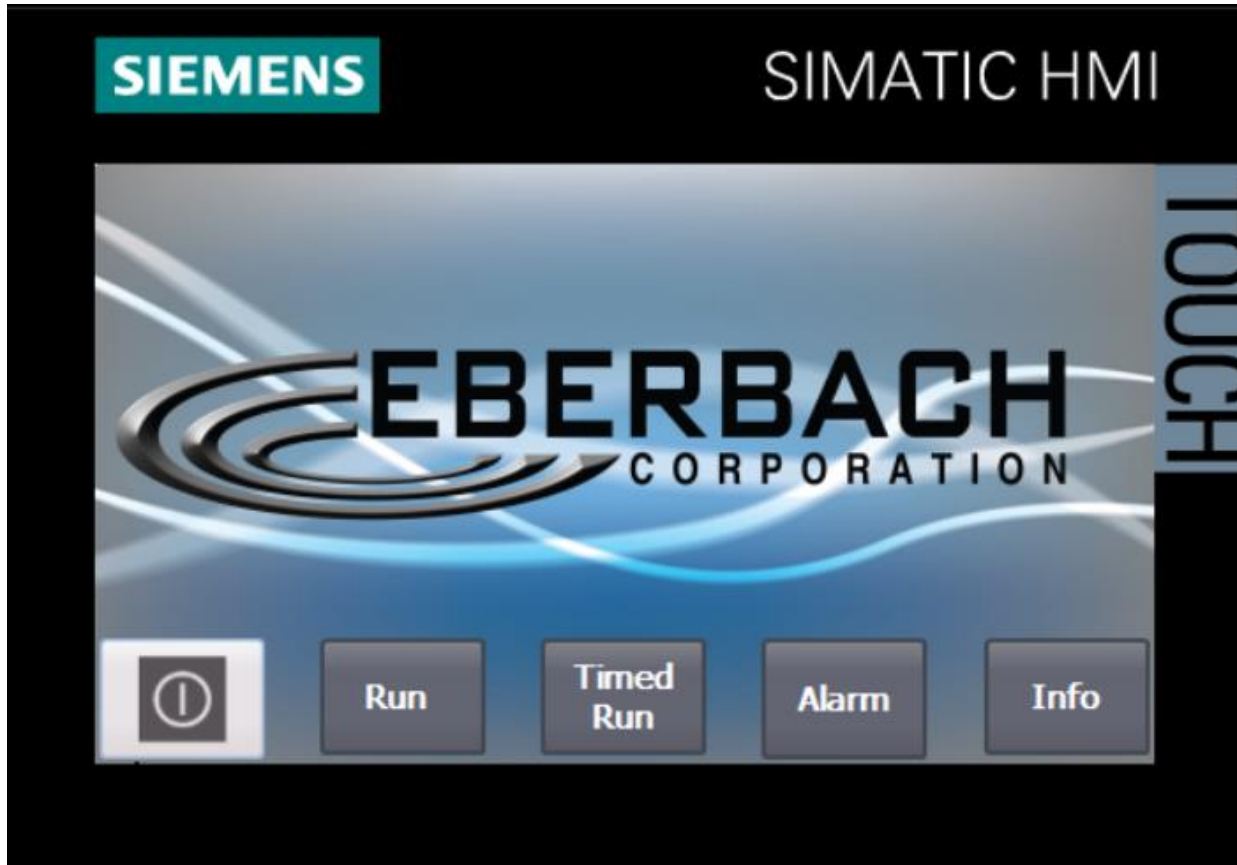 SIEMENS
SIMATIC HMI
TOUCH
EBERBACH
CORPORATION
Run
Timed
Run
Alarm
Info